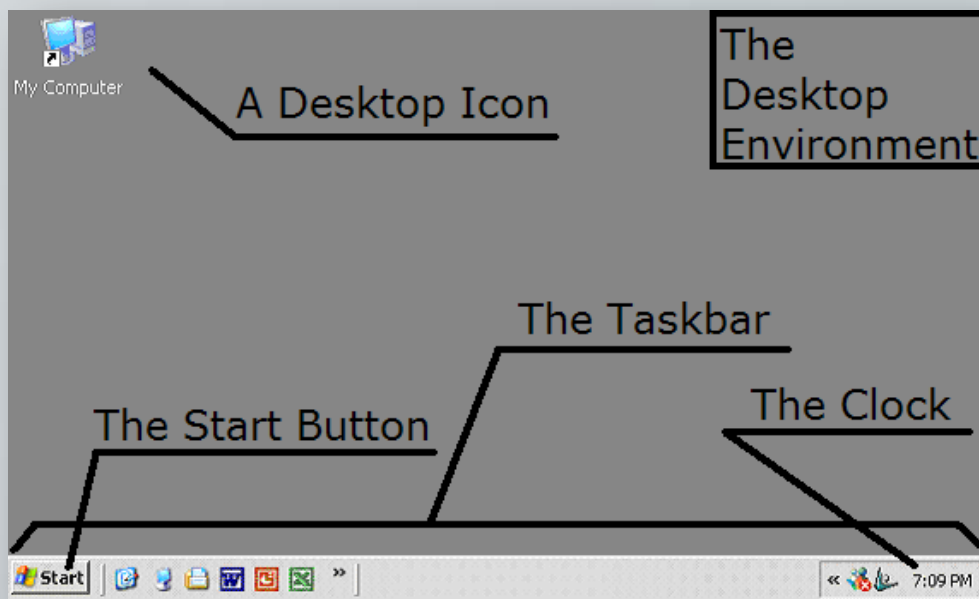 My Computer
A Desktop Icon
The
Desktop
Environment
The Taskbar
The Start Button
The Clock
Start
»
«
7:09 PM